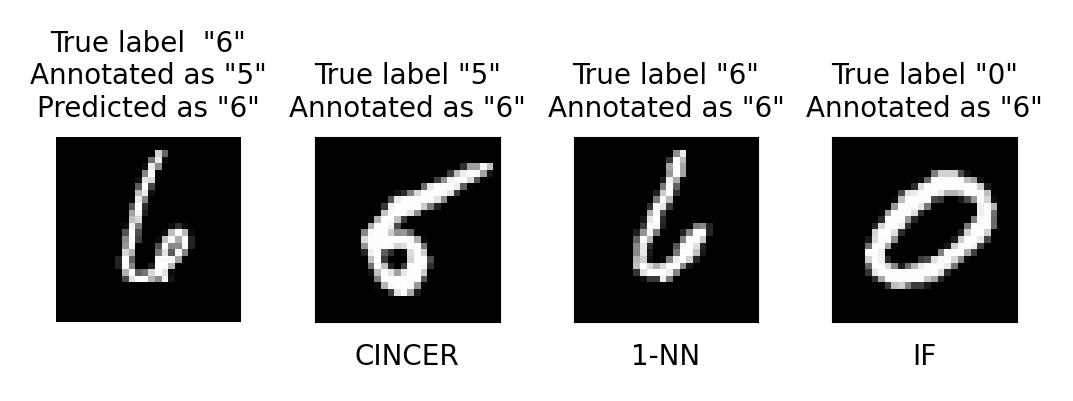 True label "6"
Annotated as "5"
Predicted as "6"
True label "5"
Annotated as "6"
True label "6"
Annotated as "6"
True label "0"
Annotated as "6"
CINCER
1-NN
IF